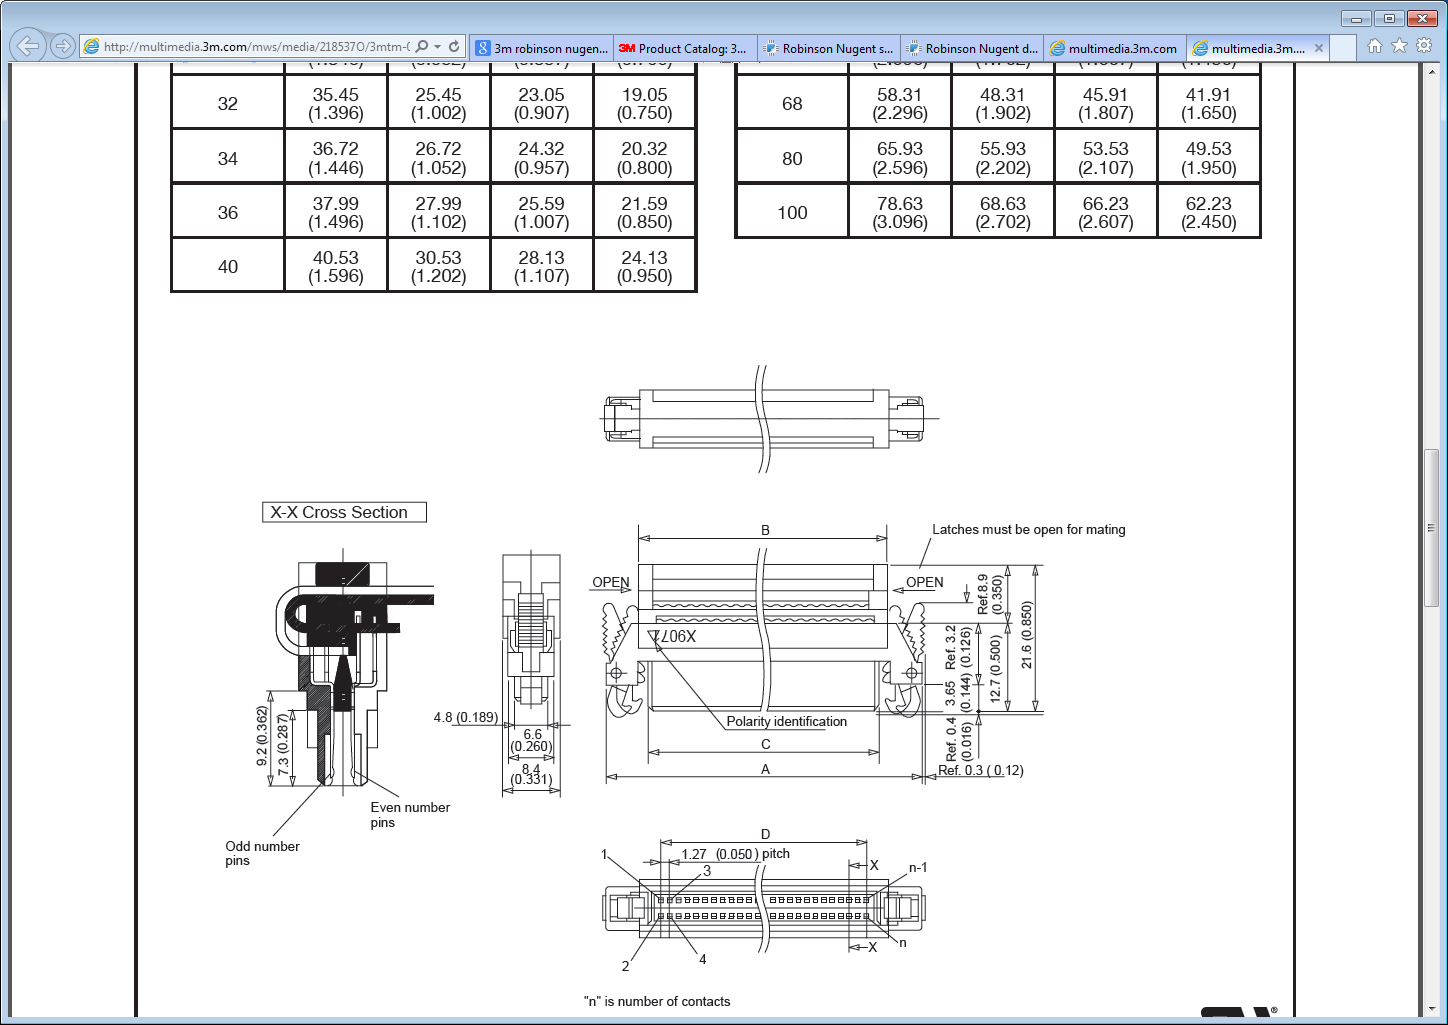 http://multimedia.3m.com/mws/media/218537O/3mtm-
3m robinson nugen...
Product Catalog: 3...
Robinson Nugent s...
Robinson Nugent d...
multimedia.3m.com
multimedia.3m....
32 35.45 25.45 23.05 19.05
(1.396) (1.002) (0.907) (0.750)
34 36.72 26.72 24.32 20.32
(1.446) (1.052) (0.957) (0.800)
36 37.99 27.99 25.59 21.59
(1.496) (1.102) (1.007) (0.850)
40 40.53 30.53 28.13 24.13
(1.596) (1.202) (1.107) (0.950)
68 58.31 48.31 45.91 41.91
(2.296) (1.902) (1.807) (1.650)
80 65.93 55.93 53.53 49.53
(2.596) (2.202) (2.107) (1.950)
100 78.63 68.63 66.23 62.23
(3.096) (2.702) (2.607) (2.450)
X-X Cross Section
9.2 (0.362)
7.3 (0.287)
Odd number
pins
Even number
pins
4.8 (0.189)
6.6
(0.260)
8.4
(0.331)
B
Latches must be open for mating
OPEN
OPEN
Ref.8.9
(0.350)
21.6 (0.850)
Ref. 3.2
(0.126)
12.7 (0.500)
3.65
(0.144)
Ref. 0.4
(0.016)
Polarity identification
C
A
Ref. 0.3 ( 0.12)
D
1.27 (0.050) pitch
1
3
X
n-1
2
4
X
n
"n" is number of contacts
®